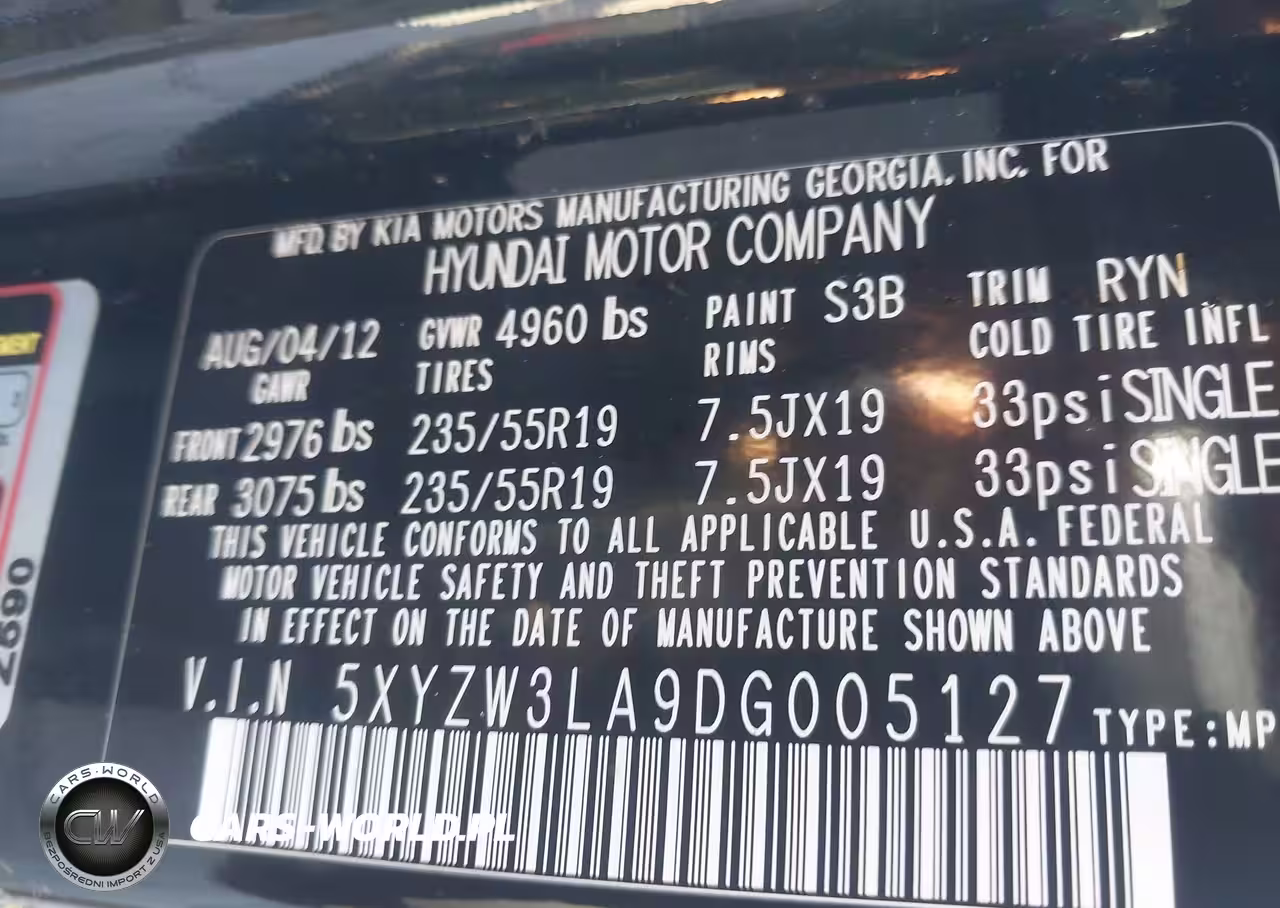 MFD. BY KIA MOTORS MANUFACTURING GEORGIA, INC. FOR
HYUNDAI MOTOR COMPANY
AUG/04/12 GVWR 4960 lbs PAINT S3B TRIM RYN
GAWR TIRES RIMS COLD TIRE INFL
FRONT 2976 lbs 235/55R19 7.5JX19 33psi SINGLE
REAR 3075 lbs 235/55R19 7.5JX19 33psi SINGLE
THIS VEHICLE CONFORMS TO ALL APPLICABLE U.S.A. FEDERAL
MOTOR VEHICLE SAFETY AND THEFT PREVENTION STANDARDS
IN EFFECT ON THE DATE OF MANUFACTURE SHOWN ABOVE
V.I.N 5XYZW3LA9DG005127 TYPE:MP
CARS-WORLD
CW
BEZPOŚREDNI IMPORT Z USA
CARS-WORLD.PL